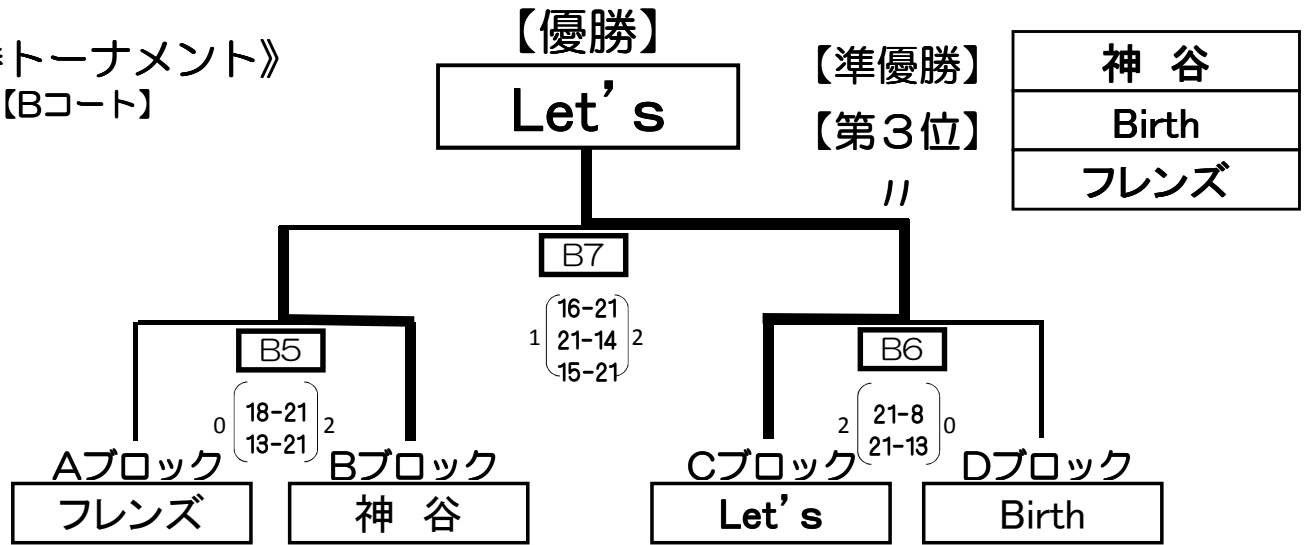 トーナメント》
【Bコート】
【優勝】
Let’s
【準優勝】 神 谷
【第３位】 Birth
〃 フレンズ
B7
16-21
1 21-14 2
15-21
B5
0 18-21 2
13-21
B6
2 21-8 0
21-13
Aブロック Bブロック Cブロック Dブロック
フレンズ 神 谷 Let’s Birth